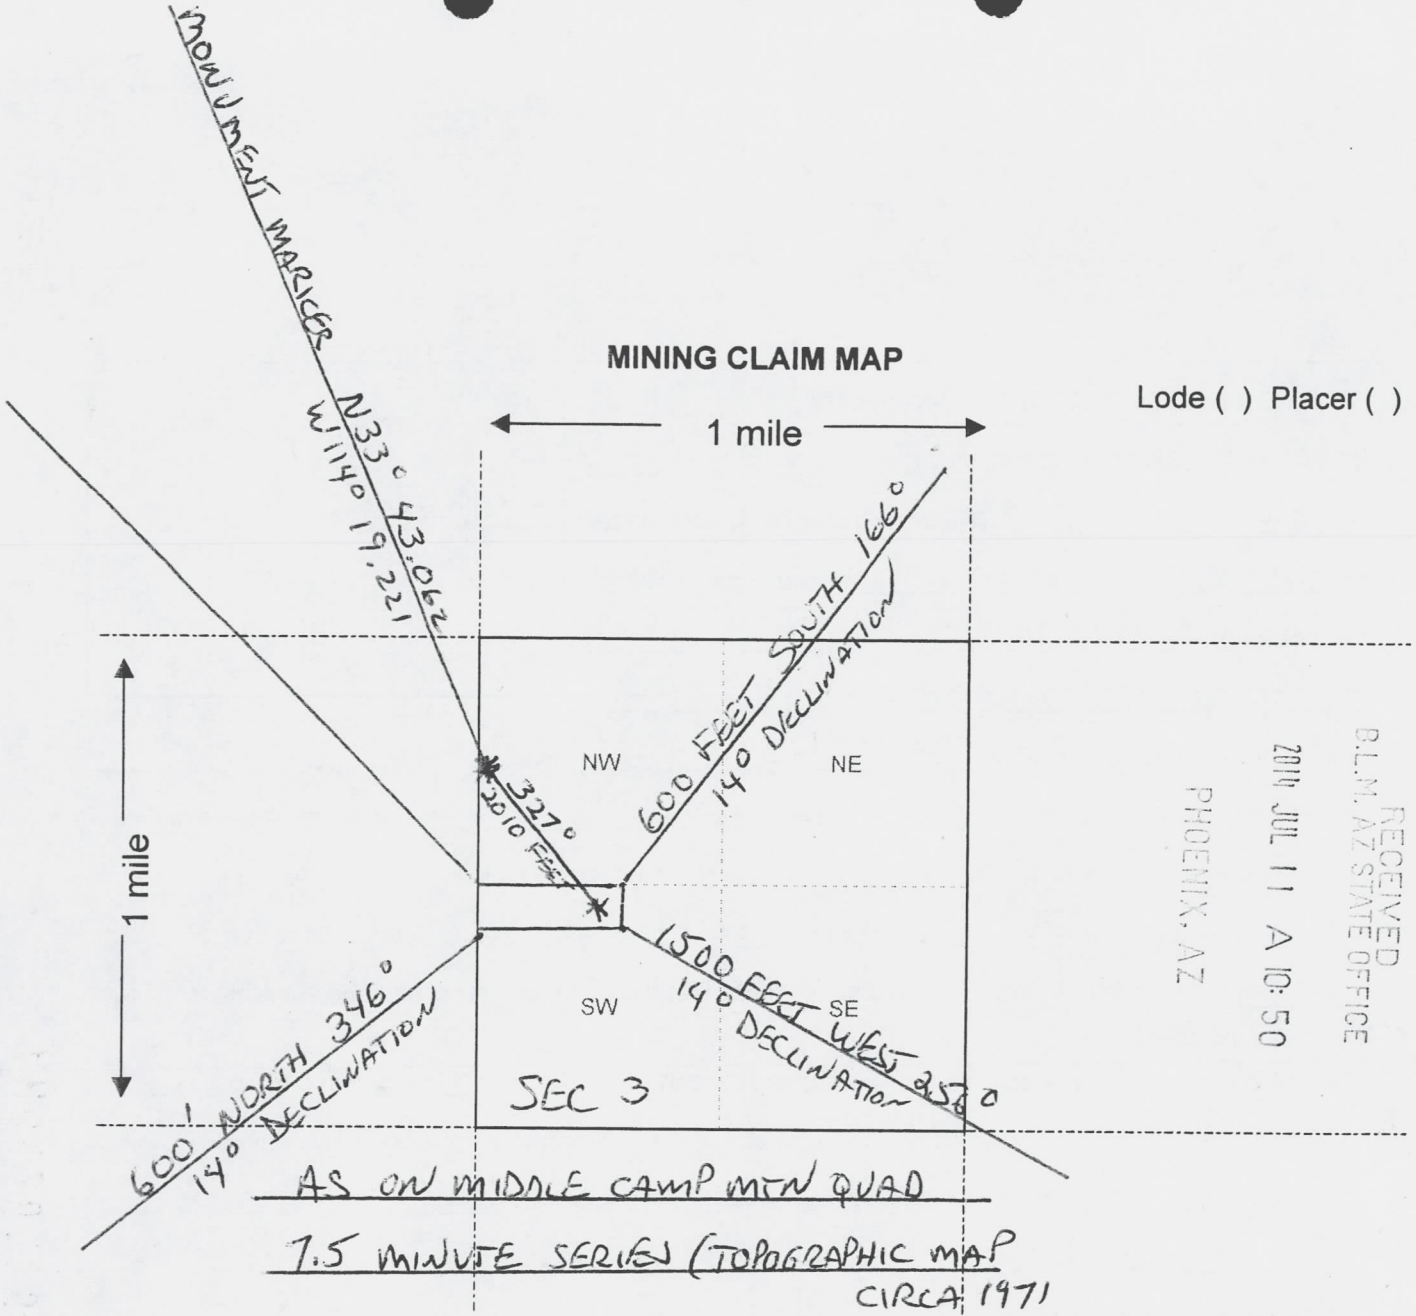 MONUMENT MARKER
N33° 43.062
W114° 19.221
MINING CLAIM MAP
Lode ( ) Placer ( )
1 mile
600 FEET SOUTH 166°
14° DECLINATION
NW
NE
327°
2010 FEET
1 mile
1500 FEET WEST 256°
14° DECLINATION
SW
SE
600' NORTH 346°
14° DECLINATION
SEC 3
AS ON MIDDLE CAMP MTN QUAD
7.5 MINUTE SERIES (TOPOGRAPHIC MAP
CIRCA 1971
RECEIVED
B.L.M. AZ STATE OFFICE
2014 JUL 11 A 10:50
PHOENIX, AZ